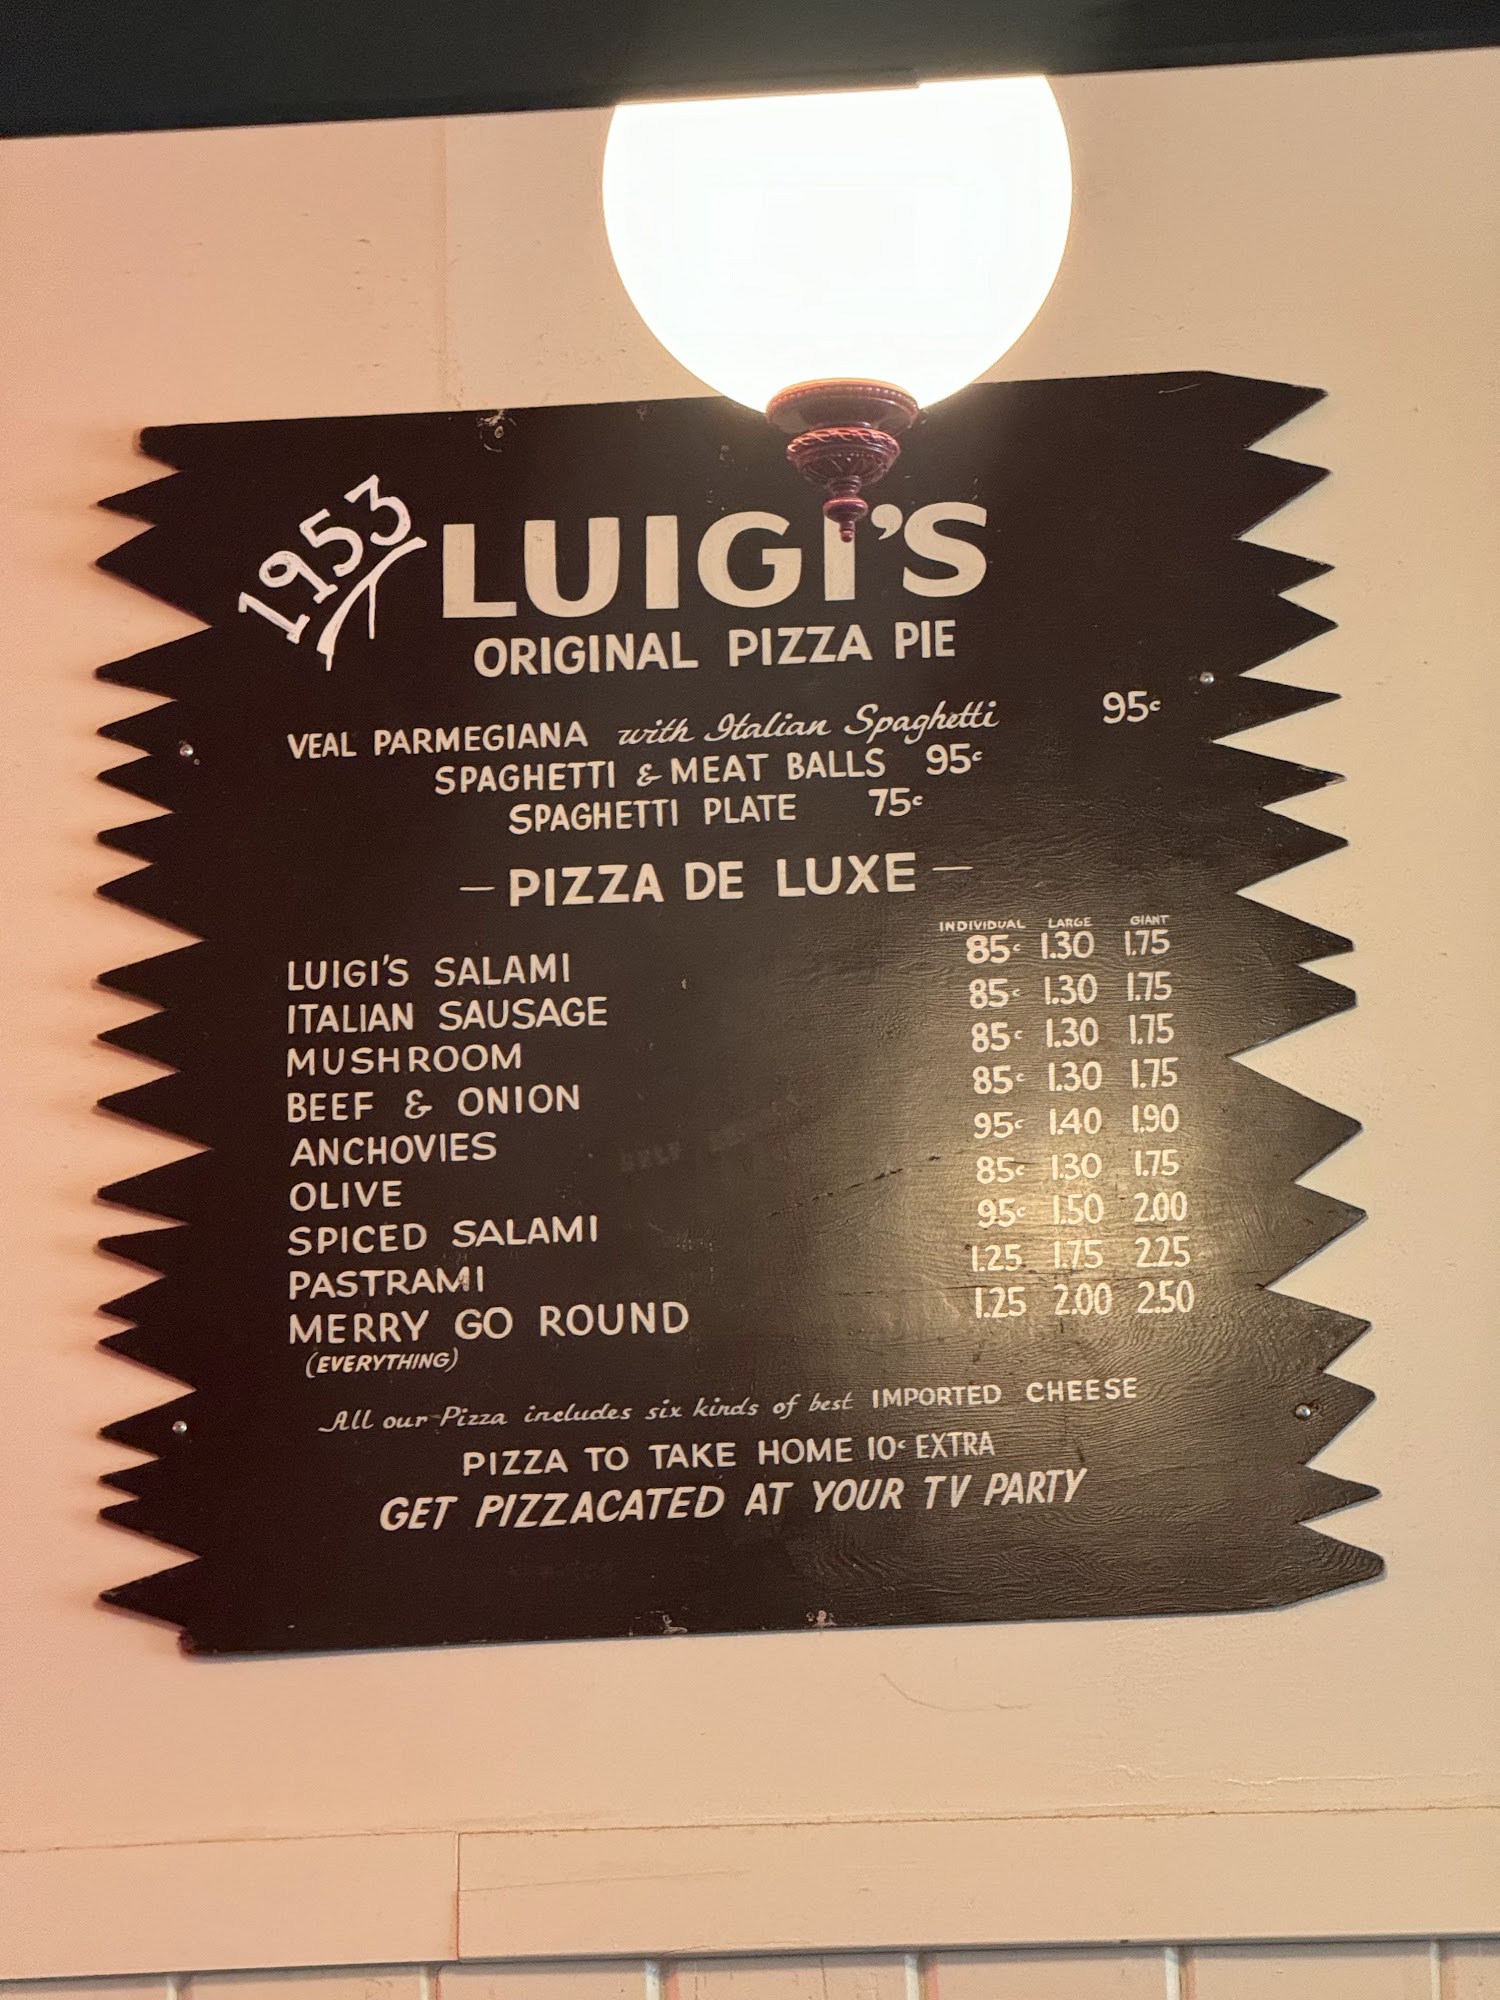 1953
LUIGI'S
ORIGINAL PIZZA PIE
VEAL PARMEGIANA with Italian Spaghetti 95¢
SPAGHETTI & MEAT BALLS 95¢
SPAGHETTI PLATE 75¢
— PIZZA DE LUXE —
INDIVIDUAL LARGE GIANT
LUIGI'S SALAMI 85¢ 1.30 1.75
ITALIAN SAUSAGE 85¢ 1.30 1.75
MUSHROOM 85¢ 1.30 1.75
BEEF & ONION 85¢ 1.30 1.75
ANCHOVIES 95¢ 1.40 1.90
OLIVE 85¢ 1.30 1.75
SPICED SALAMI 95¢ 1.50 2.00
PASTRAMI 1.25 1.75 2.25
MERRY GO ROUND 1.25 2.00 2.50
(EVERYTHING)
All our Pizza includes six kinds of best IMPORTED CHEESE
PIZZA TO TAKE HOME 10¢ EXTRA
GET PIZZACATED AT YOUR TV PARTY